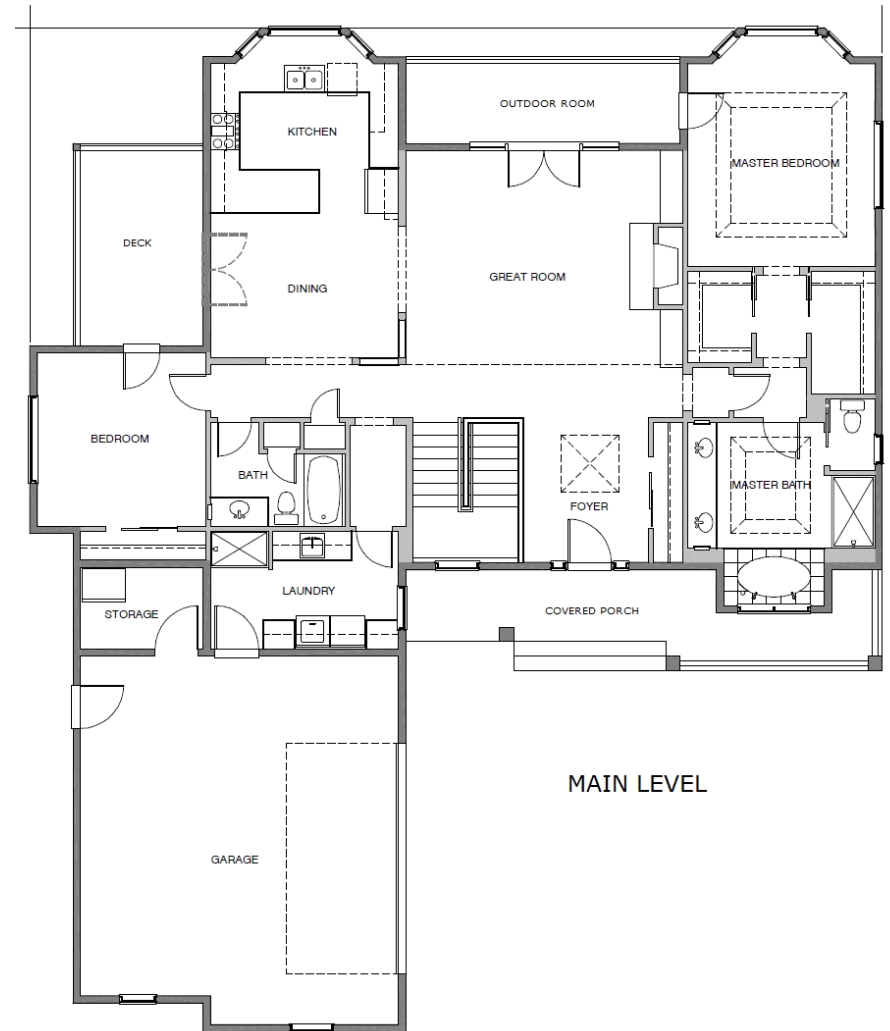 OUTDOOR ROOM
KITCHEN
MASTER BEDROOM
DECK
GREAT ROOM
DINING
BEDROOM
BATH
MASTER BATH
FOYER
LAUNDRY
STORAGE
COVERED PORCH
MAIN LEVEL
GARAGE